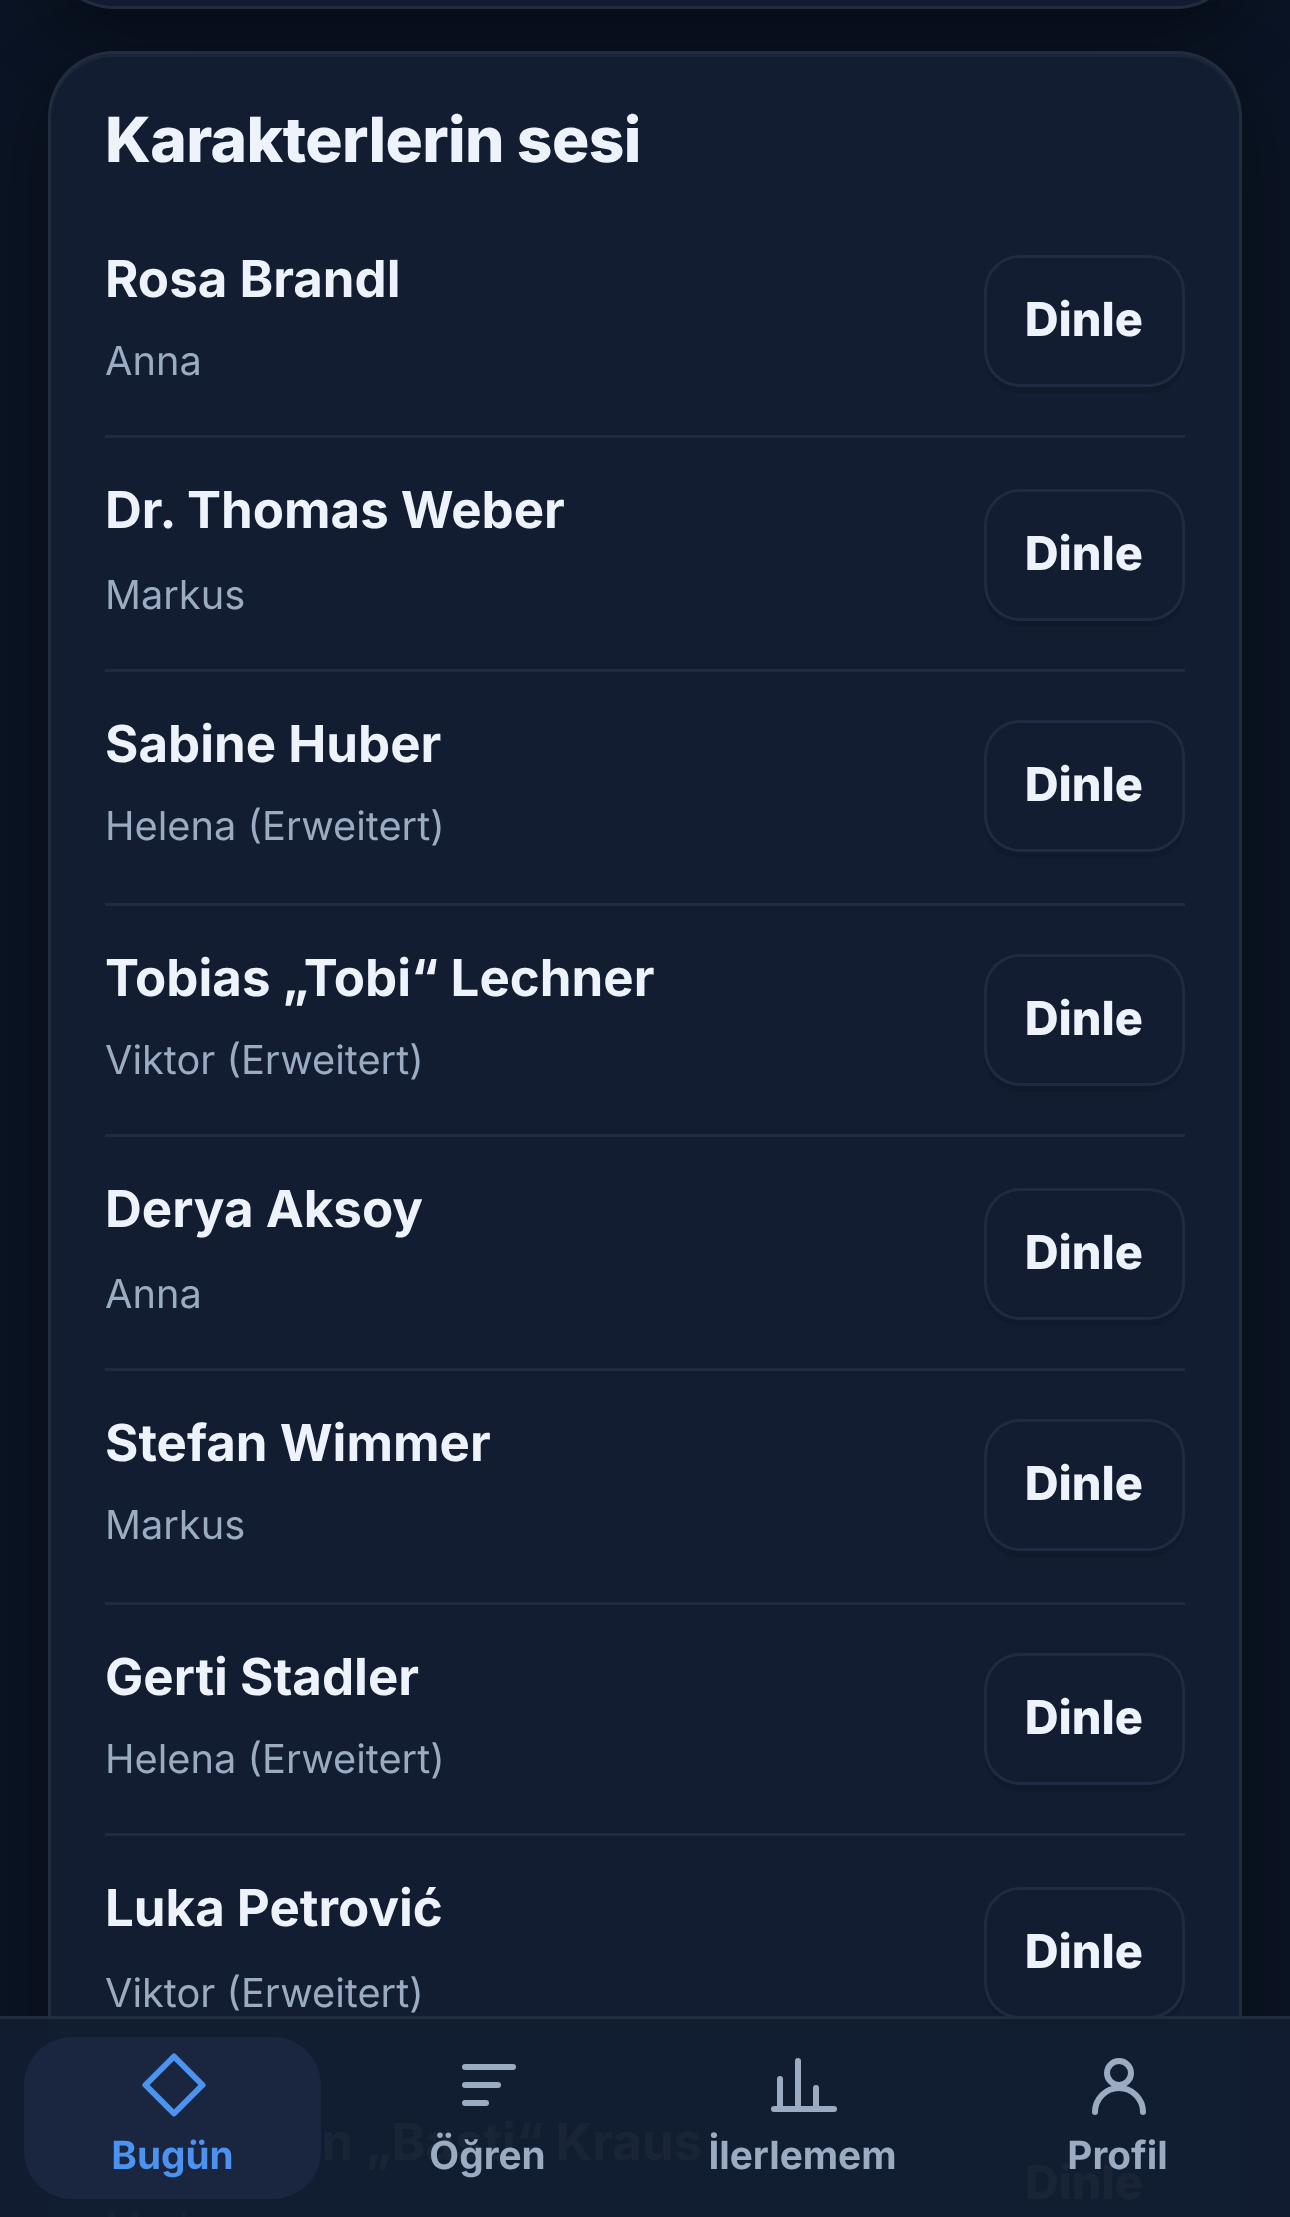 Karakterlerin sesi
Rosa Brandl
Anna
Dinle
Dr. Thomas Weber
Markus
Dinle
Sabine Huber
Helena (Erweitert)
Dinle
Tobias „Tobi“ Lechner
Viktor (Erweitert)
Dinle
Derya Aksoy
Anna
Dinle
Stefan Wimmer
Markus
Dinle
Gerti Stadler
Helena (Erweitert)
Dinle
Luka Petrović
Viktor (Erweitert)
Dinle
Kraus
Dinle
Bugün
Öğren
İlerlemem
Profil